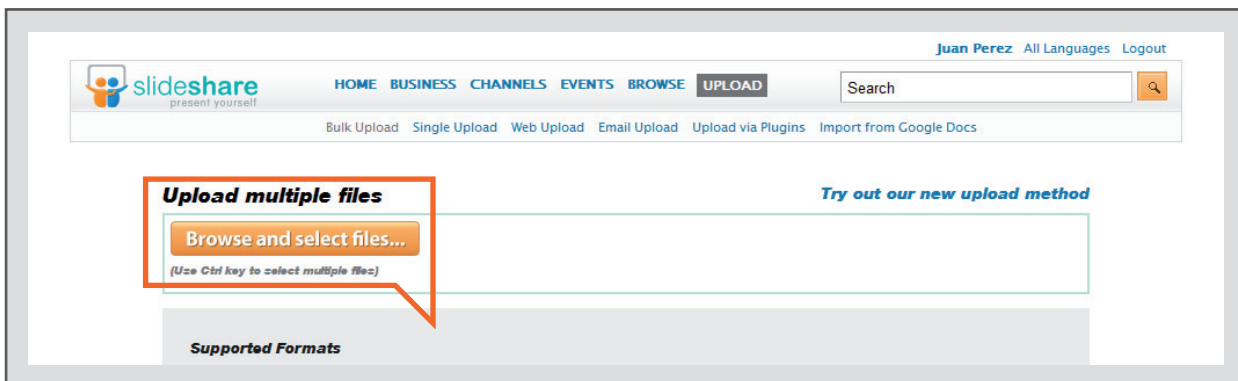 Juan Perez All Languages Logout
slideshare
present yourself
HOME BUSINESS CHANNELS EVENTS BROWSE UPLOAD
Search
Bulk Upload Single Upload Web Upload Email Upload Upload via Plugins Import from Google Docs
Upload multiple files
Try out our new upload method
Browse and select files...
(Use Ctrl key to select multiple files)
Supported Formats